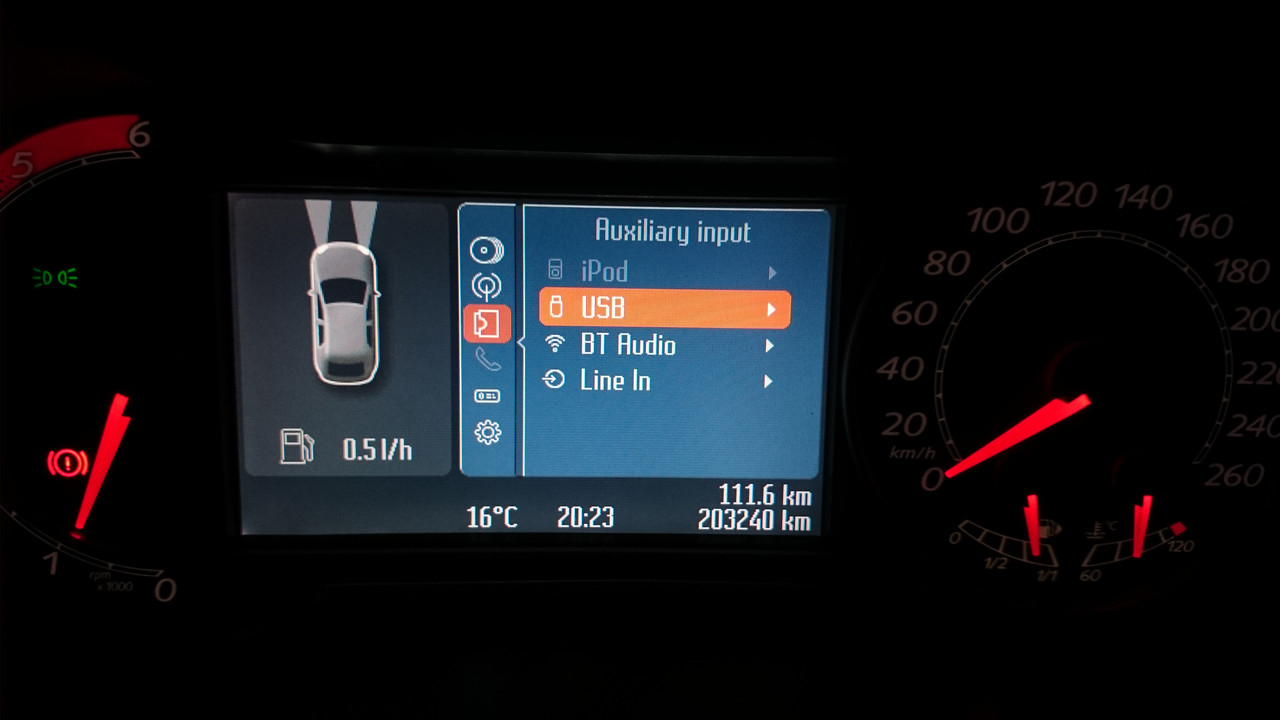 6
5
1
rpm
x1000
0
Auxiliary input
iPod
USB
BT Audio
Line In
0.5 l/h
111.6 km
16°C 20:23 203240 km
0
20
40
60
80
100
120
140
160
180
200
220
240
260
km/h
0
1/2
1/1
°C
60
120